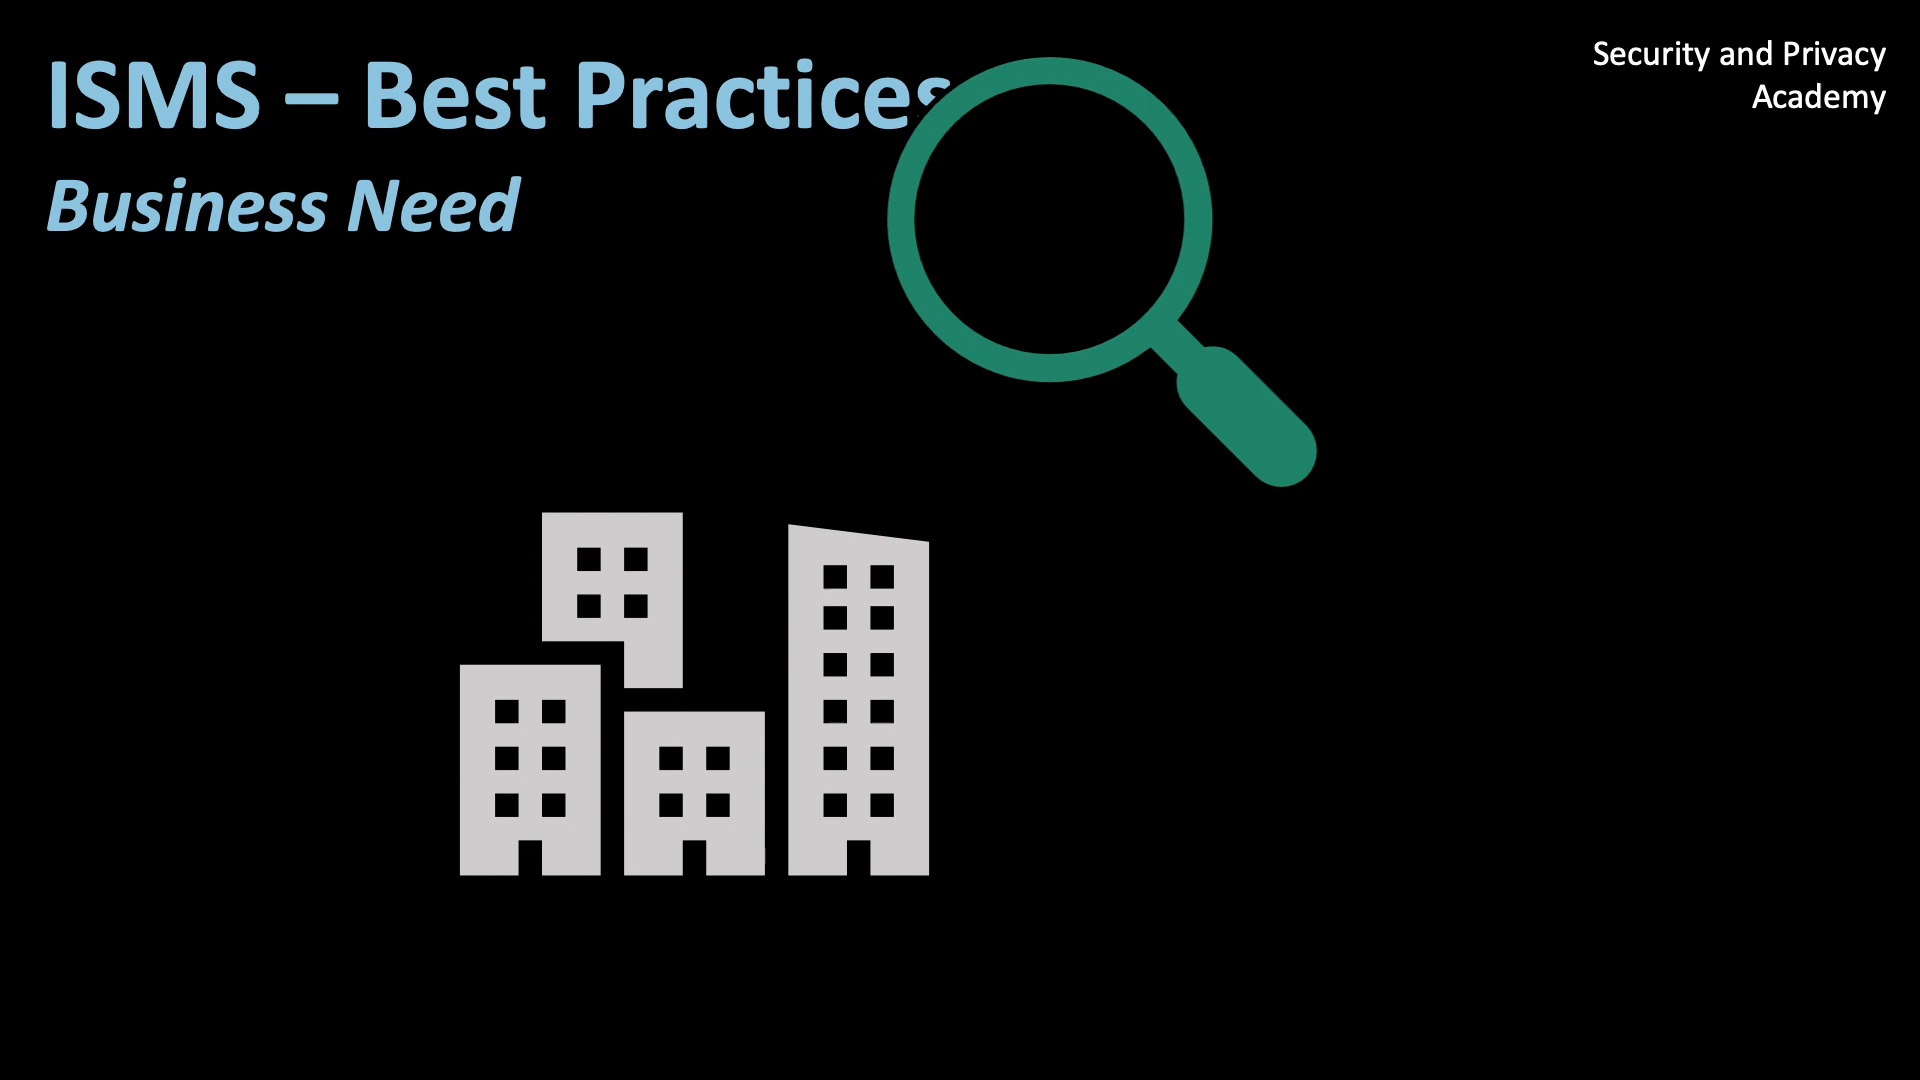 ISMS – Best Practices
Business Need
Security and Privacy
Academy